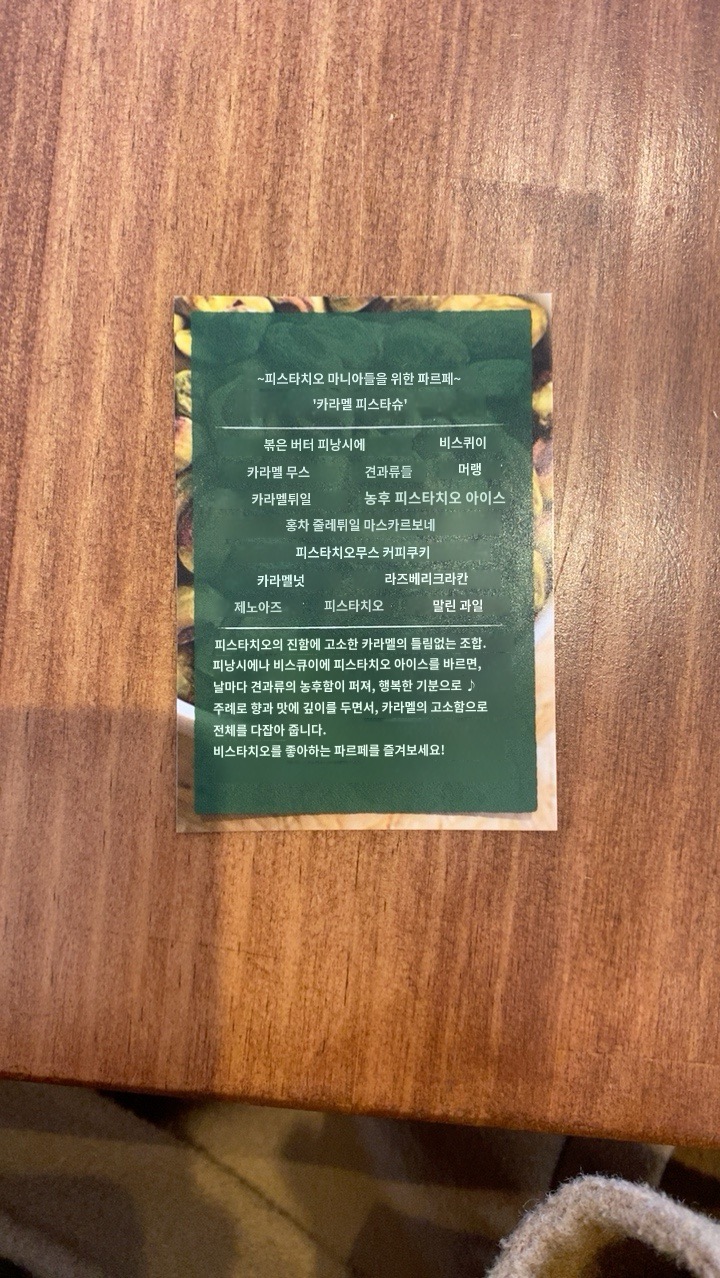 ~피스타치오 마니아들을 위한 파르페~
'카라멜 피스타슈'
볶은 버터 피낭시에 비스퀴이
카라멜 무스 견과류들 머랭
카라멜튀일 농후 피스타치오 아이스
홍차 줄레튀일 마스카르보네
피스타치오무스 커피쿠키
카라멜넛 라즈베리크라칸
제노아즈 피스타치오 말린 과일
피스타치오의 진함에 고소한 카라멜의 틀림없는 조합.
피낭시에나 비스큐이에 피스타치오 아이스를 바르면,
날마다 견과류의 농후함이 퍼져, 행복한 기분으로 ♪
주례로 향과 맛에 깊이를 두면서, 카라멜의 고소함으로
전체를 다잡아 줍니다.
비스타치오를 좋아하는 파르페를 즐겨보세요!